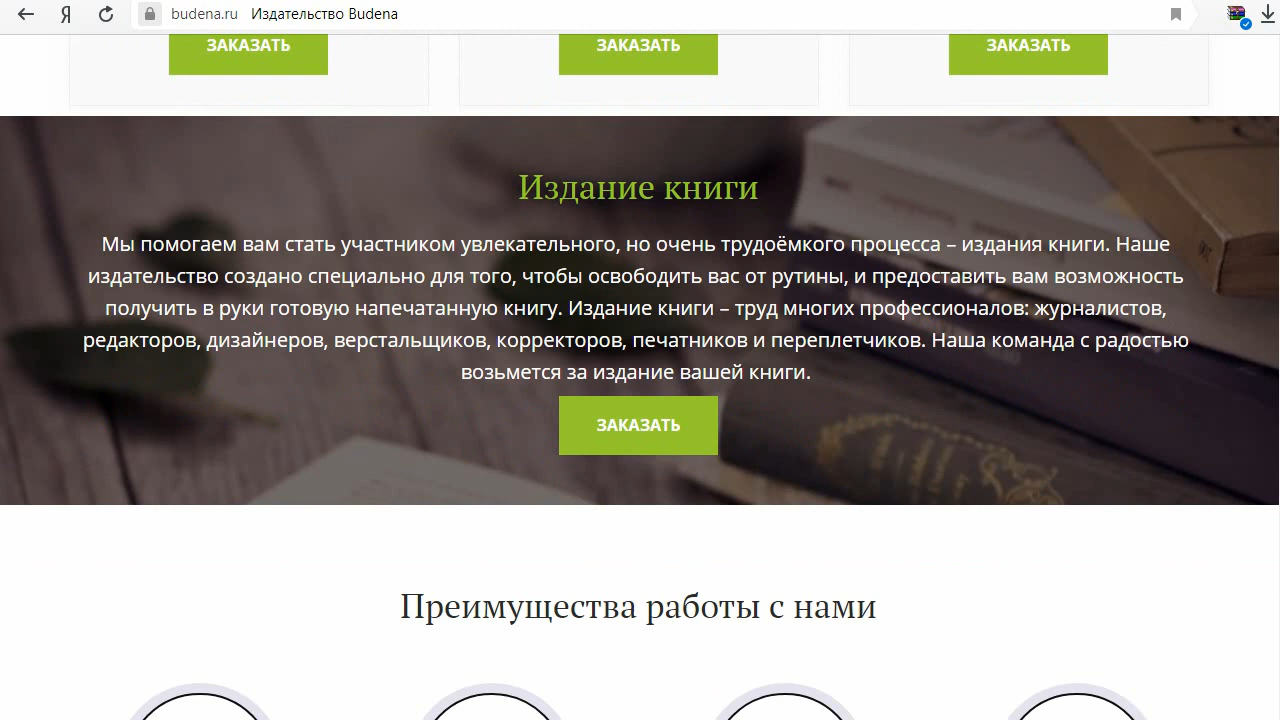 Я budena.ru Издательство Budena
ЗАКАЗАТЬ ЗАКАЗАТЬ ЗАКАЗАТЬ
Издание книги
Мы помогаем вам стать участником увлекательного, но очень трудоёмкого процесса – издания книги. Наше
издательство создано специально для того, чтобы освободить вас от рутины, и предоставить вам возможность
получить в руки готовую напечатанную книгу. Издание книги – труд многих профессионалов: журналистов,
редакторов, дизайнеров, верстальщиков, корректоров, печатников и переплетчиков. Наша команда с радостью
возьмется за издание вашей книги.
ЗАКАЗАТЬ
Преимущества работы с нами